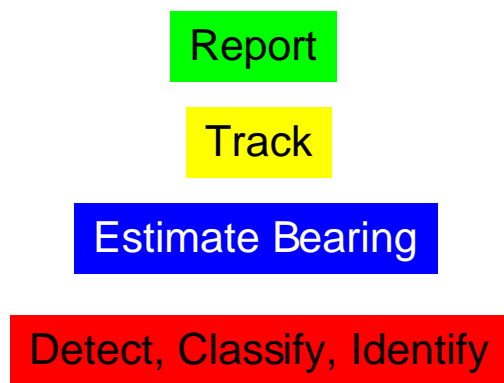 Report
Track
Estimate Bearing
Detect, Classify, Identify